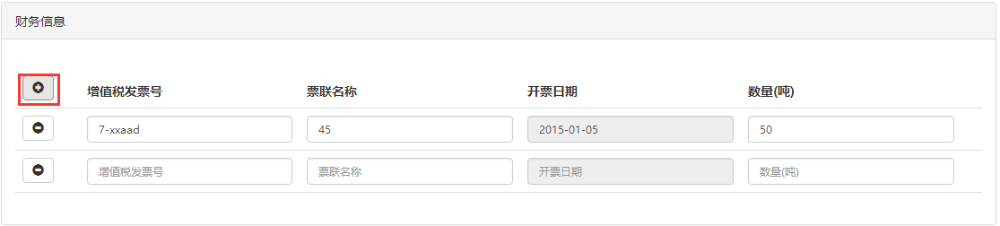 财务信息
增值税发票号 票联名称 开票日期 数量(吨)
7-xxaad 45 2015-01-05 50
增值税发票号 票联名称 开票日期 数量(吨)